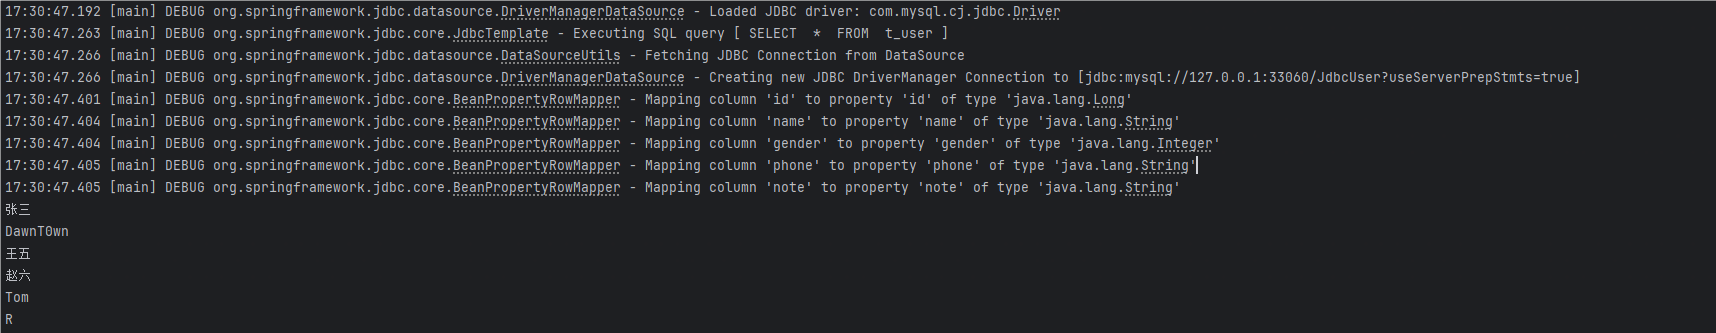 17:30:47.192 [main] DEBUG org.springframework.jdbc.datasource.DriverManagerDataSource - Loaded JDBC driver: com.mysql.cj.jdbc.Driver
17:30:47.263 [main] DEBUG org.springframework.jdbc.core.JdbcTemplate - Executing SQL query [ SELECT  *  FROM  t_user ]
17:30:47.266 [main] DEBUG org.springframework.jdbc.datasource.DataSourceUtils - Fetching JDBC Connection from DataSource
17:30:47.266 [main] DEBUG org.springframework.jdbc.datasource.DriverManagerDataSource - Creating new JDBC DriverManager Connection to [jdbc:mysql://127.0.0.1:33060/JdbcUser?useServerPrepStmts=true]
17:30:47.401 [main] DEBUG org.springframework.jdbc.core.BeanPropertyRowMapper - Mapping column 'id' to property 'id' of type 'java.lang.Long'
17:30:47.404 [main] DEBUG org.springframework.jdbc.core.BeanPropertyRowMapper - Mapping column 'name' to property 'name' of type 'java.lang.String'
17:30:47.404 [main] DEBUG org.springframework.jdbc.core.BeanPropertyRowMapper - Mapping column 'gender' to property 'gender' of type 'java.lang.Integer'
17:30:47.405 [main] DEBUG org.springframework.jdbc.core.BeanPropertyRowMapper - Mapping column 'phone' to property 'phone' of type 'java.lang.String'
17:30:47.405 [main] DEBUG org.springframework.jdbc.core.BeanPropertyRowMapper - Mapping column 'note' to property 'note' of type 'java.lang.String'
张三
DawnT0wn
王五
赵六
Tom
R